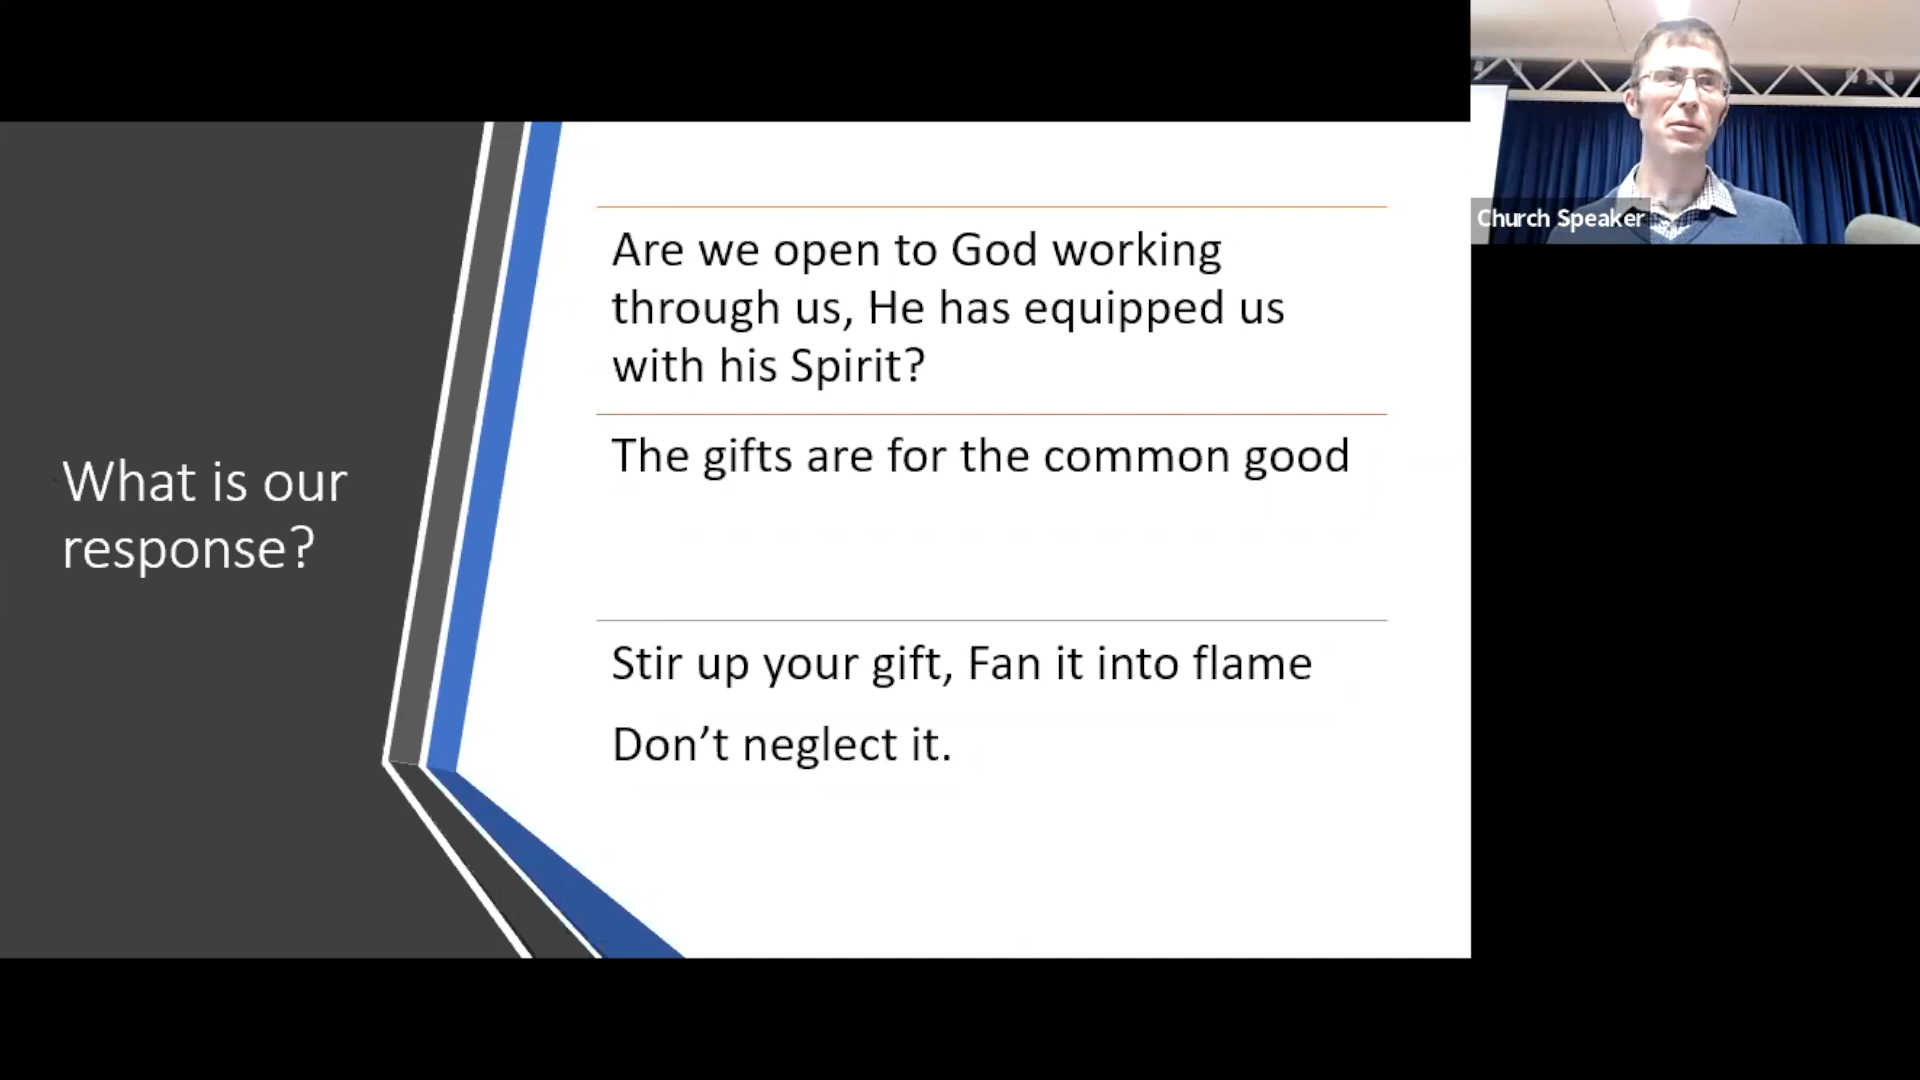 What is our
response?
Are we open to God working
through us, He has equipped us
with his Spirit?
The gifts are for the common good
Stir up your gift, Fan it into flame
Don’t neglect it.
Church Speaker